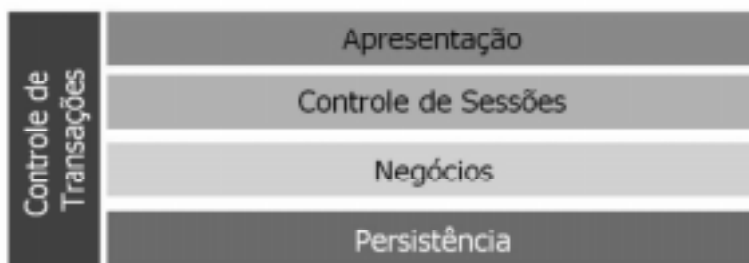 Controle de
Transações
Apresentação
Controle de Sessões
Negócios
Persistência